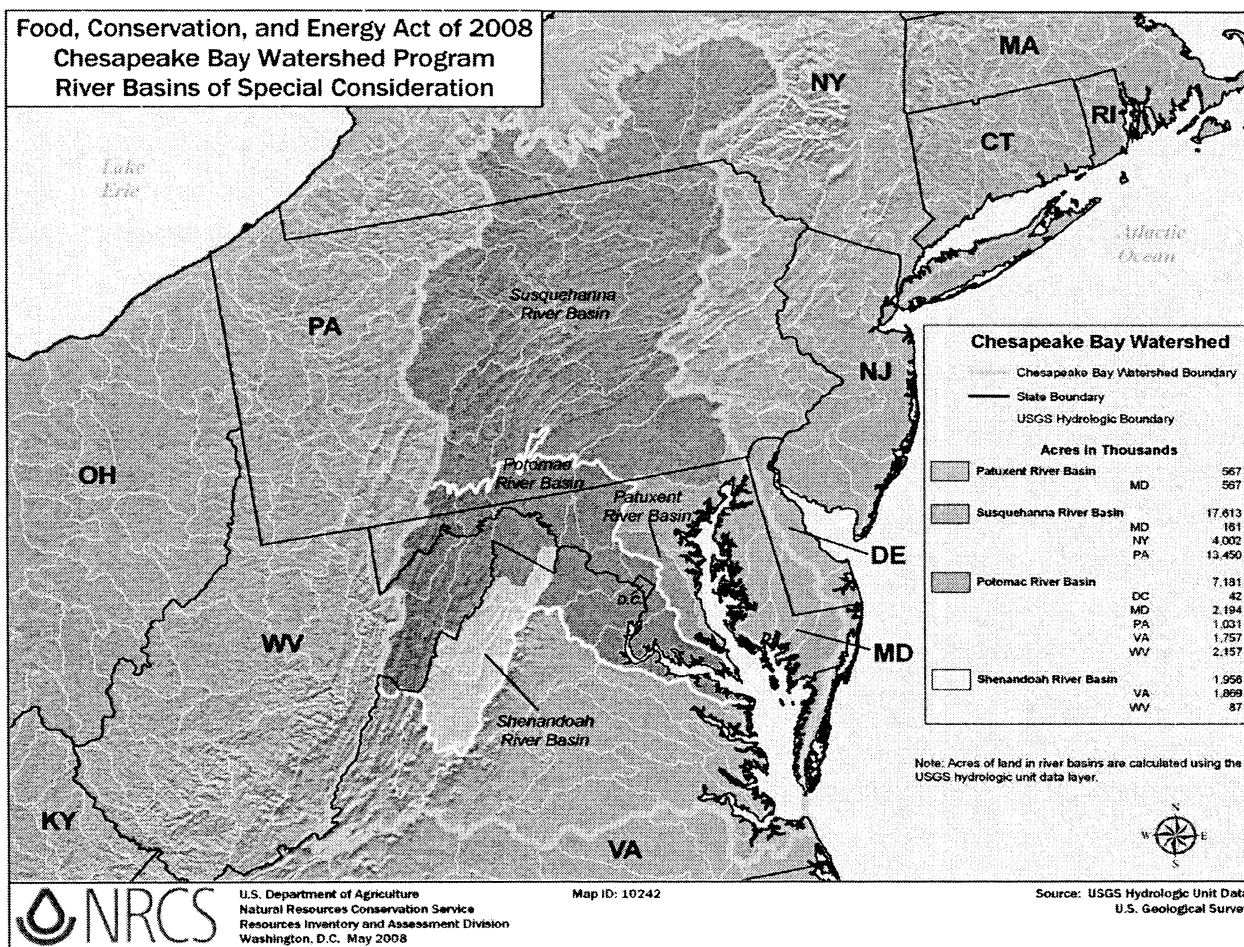 Food, Conservation, and Energy Act of 2008
Chesapeake Bay Watershed Program
River Basins of Special Consideration
MA
NY
RI
CT
Lake
Erie
Atlactic
Ocean
Susquehanna
River Basin
PA
NJ
OH
Potomac
River Basin
Patuxent
River Basin
DE
D.C.
WV
MD
Shenandoah
River Basin
KY
VA
Chesapeake Bay Watershed
Chesapeake Bay Watershed Boundary
State Boundary
USGS Hydrologic Boundary
Acres in Thousands
Patuxent River Basin 567
MD 567
Susquehanna River Basin 17,613
MD 161
NY 4,002
PA 13,450
Potomac River Basin 7,181
DC 42
MD 2,194
PA 1,031
VA 1,757
WV 2,157
Shenandoah River Basin 1,956
VA 1,869
WV 87
Note: Acres of land in river basins are calculated using the
USGS hydrologic unit data layer.
N
W E
S
NRCS
U.S. Department of Agriculture
Natural Resources Conservation Service
Resources Inventory and Assessment Division
Washington, D.C. May 2008
Map ID: 10242
Source: USGS Hydrologic Unit Data
U.S. Geological Survey